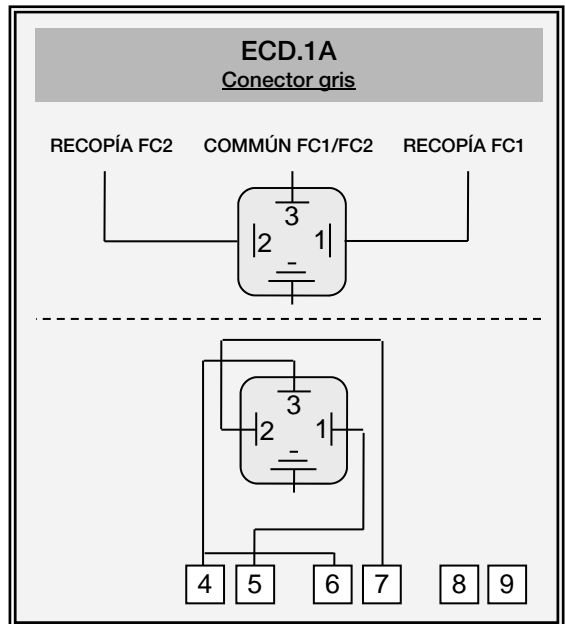 ECD.1A
Conector gris
RECOPÍA FC2 COMMÚN FC1/FC2 RECOPÍA FC1
3
2 1
-
3
2 1
-
4 5 6 7 8 9